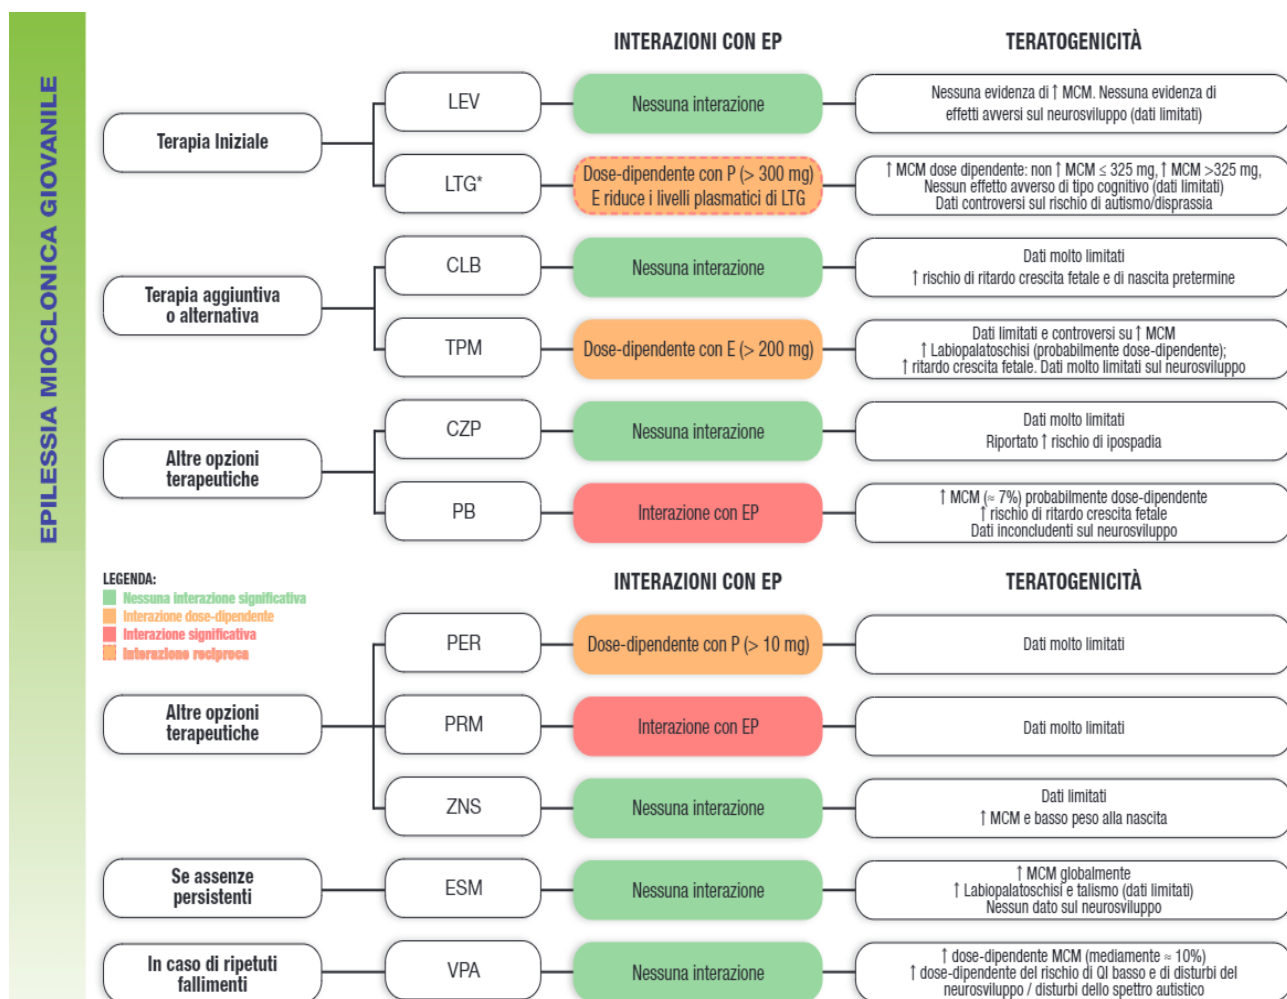 EPILESSIA MIOCLONICA GIOVANILE
INTERAZIONI CON EP
TERATOGENICITÀ
Terapia Iniziale
LEV
Nessuna interazione
Nessuna evidenza di ↑ MCM. Nessuna evidenza di
effetti avversi sul neurosviluppo (dati limitati)
LTG*
Dose-dipendente con P (> 300 mg)
E riduce i livelli plasmatici di LTG
↑ MCM dose dipendente: non ↑ MCM ≤ 325 mg, ↑ MCM >325 mg,
Nessun effetto avverso di tipo cognitivo (dati limitati)
Dati controversi sul rischio di autismo/disprassia
Terapia aggiuntiva
o alternativa
CLB
Nessuna interazione
Dati molto limitati
↑ rischio di ritardo crescita fetale e di nascita pretermine
TPM
Dose-dipendente con E (> 200 mg)
Dati limitati e controversi su ↑ MCM
↑ Labiopalatoschisi (probabilmente dose-dipendente);
↑ ritardo crescita fetale. Dati molto limitati sul neurosviluppo
Altre opzioni
terapeutiche
CZP
Nessuna interazione
Dati molto limitati
Riportato ↑ rischio di ipospadia
PB
Interazione con EP
↑ MCM (≈ 7%) probabilmente dose-dipendente
↑ rischio di ritardo crescita fetale
Dati inconcludenti sul neurosviluppo
LEGENDA:
Nessuna interazione significativa
Interazione dose-dipendente
Interazione significativa
Interazione reciproca
INTERAZIONI CON EP
TERATOGENICITÀ
Altre opzioni
terapeutiche
PER
Dose-dipendente con P (> 10 mg)
Dati molto limitati
PRM
Interazione con EP
Dati molto limitati
ZNS
Nessuna interazione
Dati limitati
↑ MCM e basso peso alla nascita
Se assenze
persistenti
ESM
Nessuna interazione
↑ MCM globalmente
↑ Labiopalatoschisi e talismo (dati limitati)
Nessun dato sul neurosviluppo
In caso di ripetuti
fallimenti
VPA
Nessuna interazione
↑ dose-dipendente MCM (mediamente ≈ 10%)
↑ dose-dipendente del rischio di QI basso e di disturbi del
neurosviluppo / disturbi dello spettro autistico